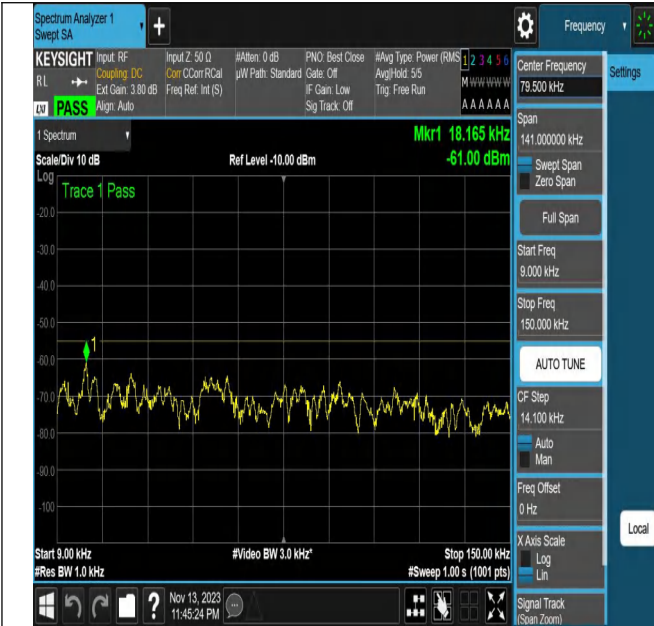 Spectrum Analyzer 1
Swept SA
+
Frequency
KEYSIGHT
RL
LXI PASS
Input: RF
Coupling: DC
Ext Gain: 3.80 dB
Align: Auto
Input Z: 50 Ω
Corr CCorr RCal
Freq Ref: Int (S)
#Atten: 0 dB
µW Path: Standard
PNO: Best Close
Gate: Off
IF Gain: Low
Sig Track: Off
#Avg Type: Power (RMS
Avg|Hold: 5/5
Trig: Free Run
1 2 3 4 5 6
M W W W W W
A A A A A A
1 Spectrum
Mkr1 18.165 kHz
-61.00 dBm
Scale/Div 10 dB
Ref Level -10.00 dBm
Log
Trace 1 Pass
-20.0
-30.0
-40.0
-50.0
1
-60.0
-70.0
-80.0
-90.0
-100
Start 9.00 kHz
#Video BW 3.0 kHz*
Stop 150.00 kHz
#Res BW 1.0 kHz
#Sweep 1.00 s (1001 pts)
?
Nov 13, 2023
11:45:24 PM
Center Frequency
79.500 kHz
Settings
Span
141.000000 kHz
Swept Span
Zero Span
Full Span
Start Freq
9.000 kHz
Stop Freq
150.000 kHz
AUTO TUNE
CF Step
14.100 kHz
Auto
Man
Freq Offset
0 Hz
Local
X Axis Scale
Log
Lin
Signal Track
(Span Zoom)